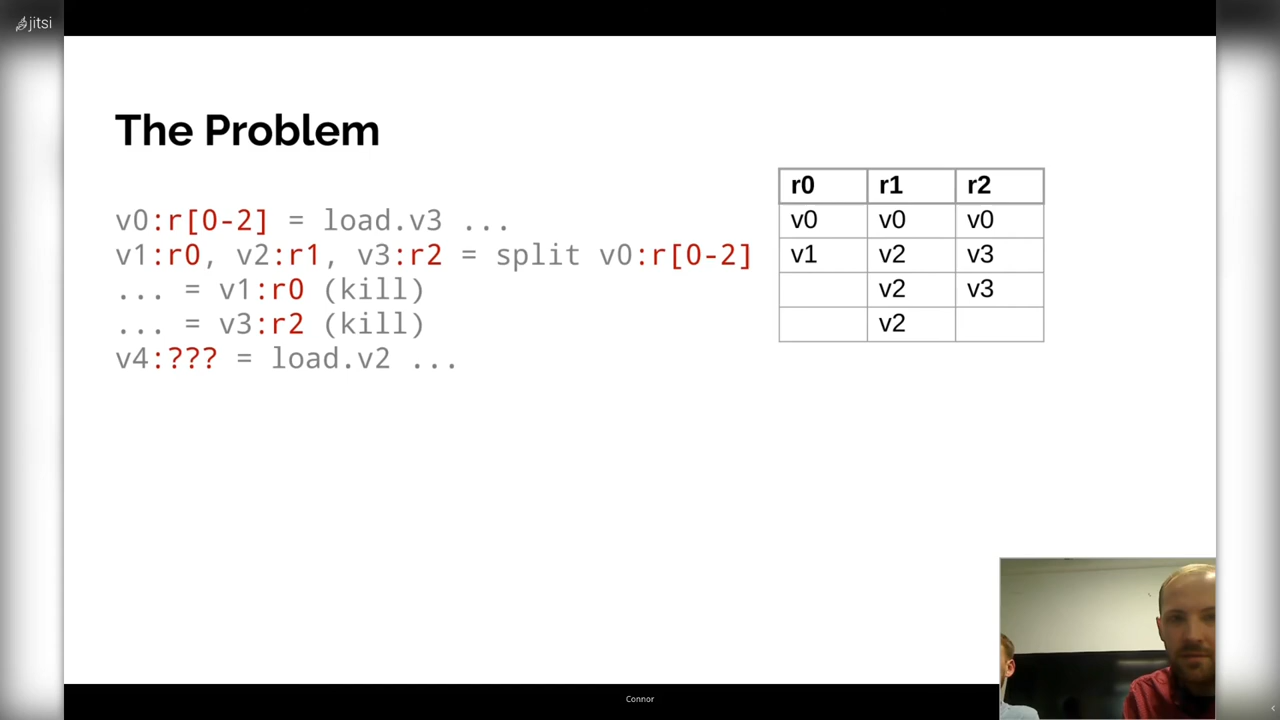 jitsi
The Problem
v0:r[0-2] = load.v3 ...
v1:r0, v2:r1, v3:r2 = split v0:r[0-2]
... = v1:r0 (kill)
... = v3:r2 (kill)
v4:??? = load.v2 ...
r0 r1 r2
v0 v0 v0
v1 v2 v3
v2 v3
v2
Connor